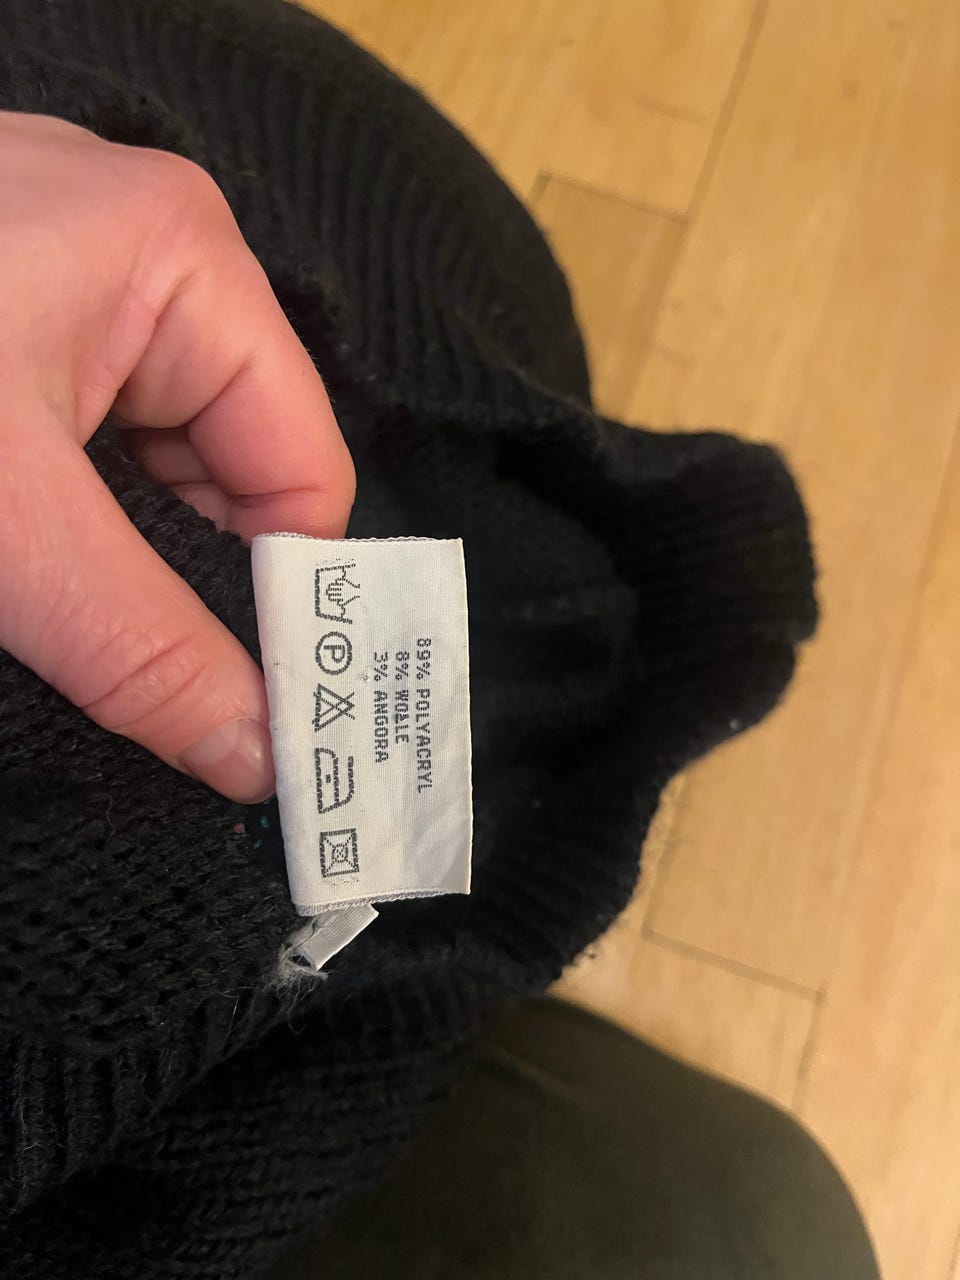 89% POLYACRYL
8% WOLLE
3% ANGORA
P